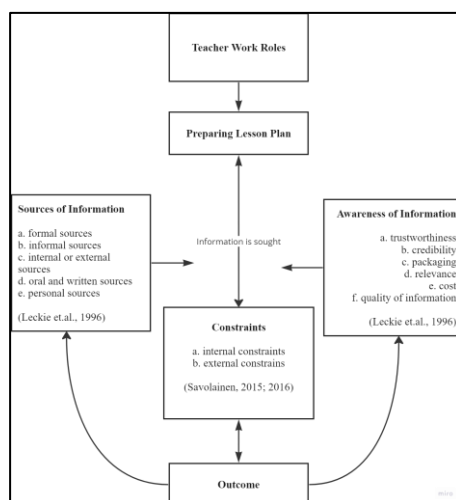 Teacher Work Roles
Preparing Lesson Plan
Sources of Information
a. formal sources
b. informal sources
c. internal or external
sources
d. oral and written sources
e. personal sources
(Leckie et.al., 1996)
Information is sought
Awareness of Information
a. trustworthiness
b. credibility
c. packaging
d. relevance
e. cost
f. quality of information
(Leckie et.al., 1996)
Constraints
a. internal constraints
b. external constrains
(Savolainen, 2015; 2016)
Outcome